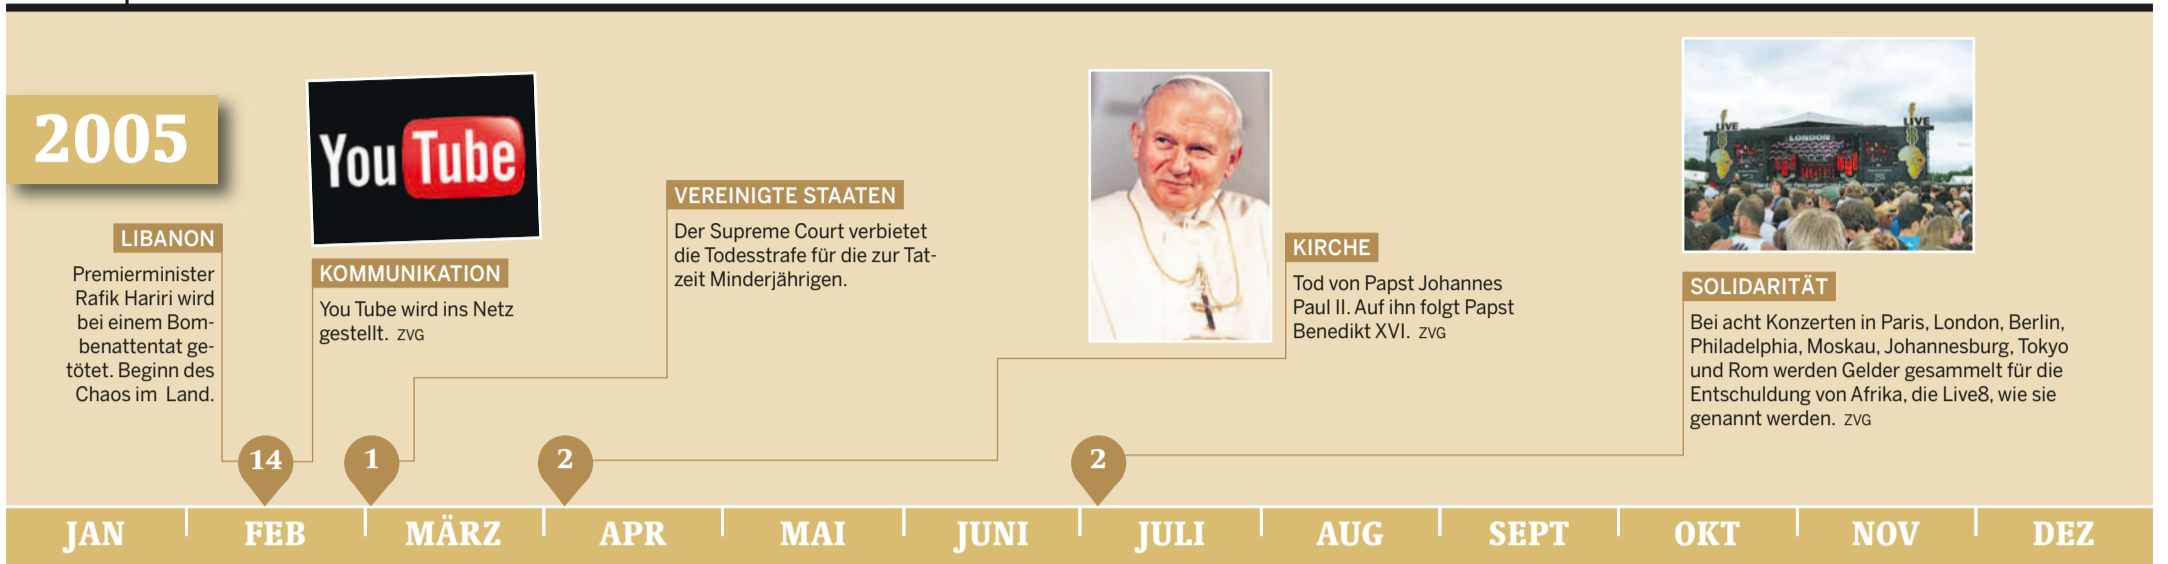 2005
LIBANON
Premierminister
Rafik Hariri wird
bei einem Bom-
benattentat ge-
tötet. Beginn des
Chaos im Land.
You Tube
KOMMUNIKATION
You Tube wird ins Netz
gestellt. ZVG
VEREINIGTE STAATEN
Der Supreme Court verbietet
die Todesstrafe für die zur Tat-
zeit Minderjährigen.
KIRCHE
Tod von Papst Johannes
Paul II. Auf ihn folgt Papst
Benedikt XVI. ZVG
LIVE
LONDON
LIVE
SOLIDARITÄT
Bei acht Konzerten in Paris, London, Berlin,
Philadelphia, Moskau, Johannesburg, Tokyo
und Rom werden Gelder gesammelt für die
Entschuldung von Afrika, die Live8, wie sie
genannt werden. ZVG
14
1
2
2
JAN FEB MÄRZ APR MAI JUNI JULI AUG SEPT OKT NOV DEZ